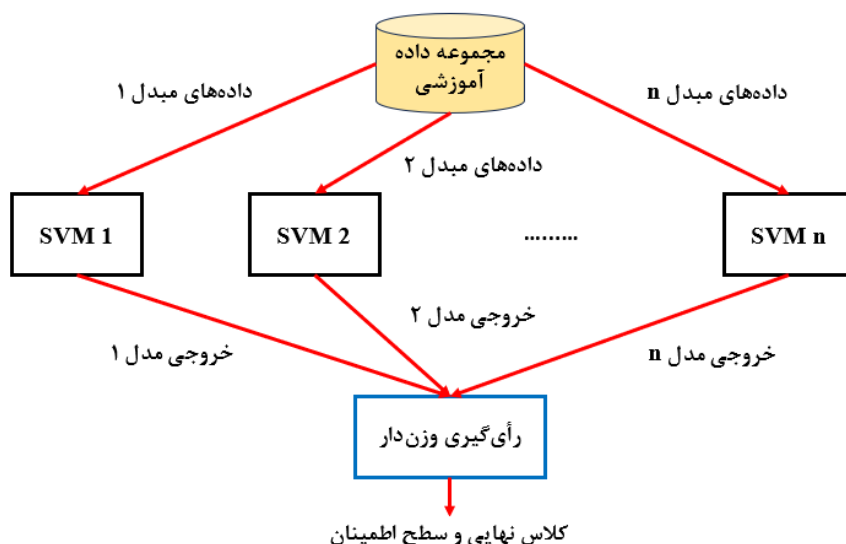 مجموعه داده
آموزشی
داده‌های مبدل ۱
داده‌های مبدل n
داده‌های مبدل ۲
SVM 1
SVM 2
.........
SVM n
خروجی مدل ۱
خروجی مدل ۲
خروجی مدل n
رأی‌گیری وزن‌دار
کلاس نهایی و سطح اطمینان